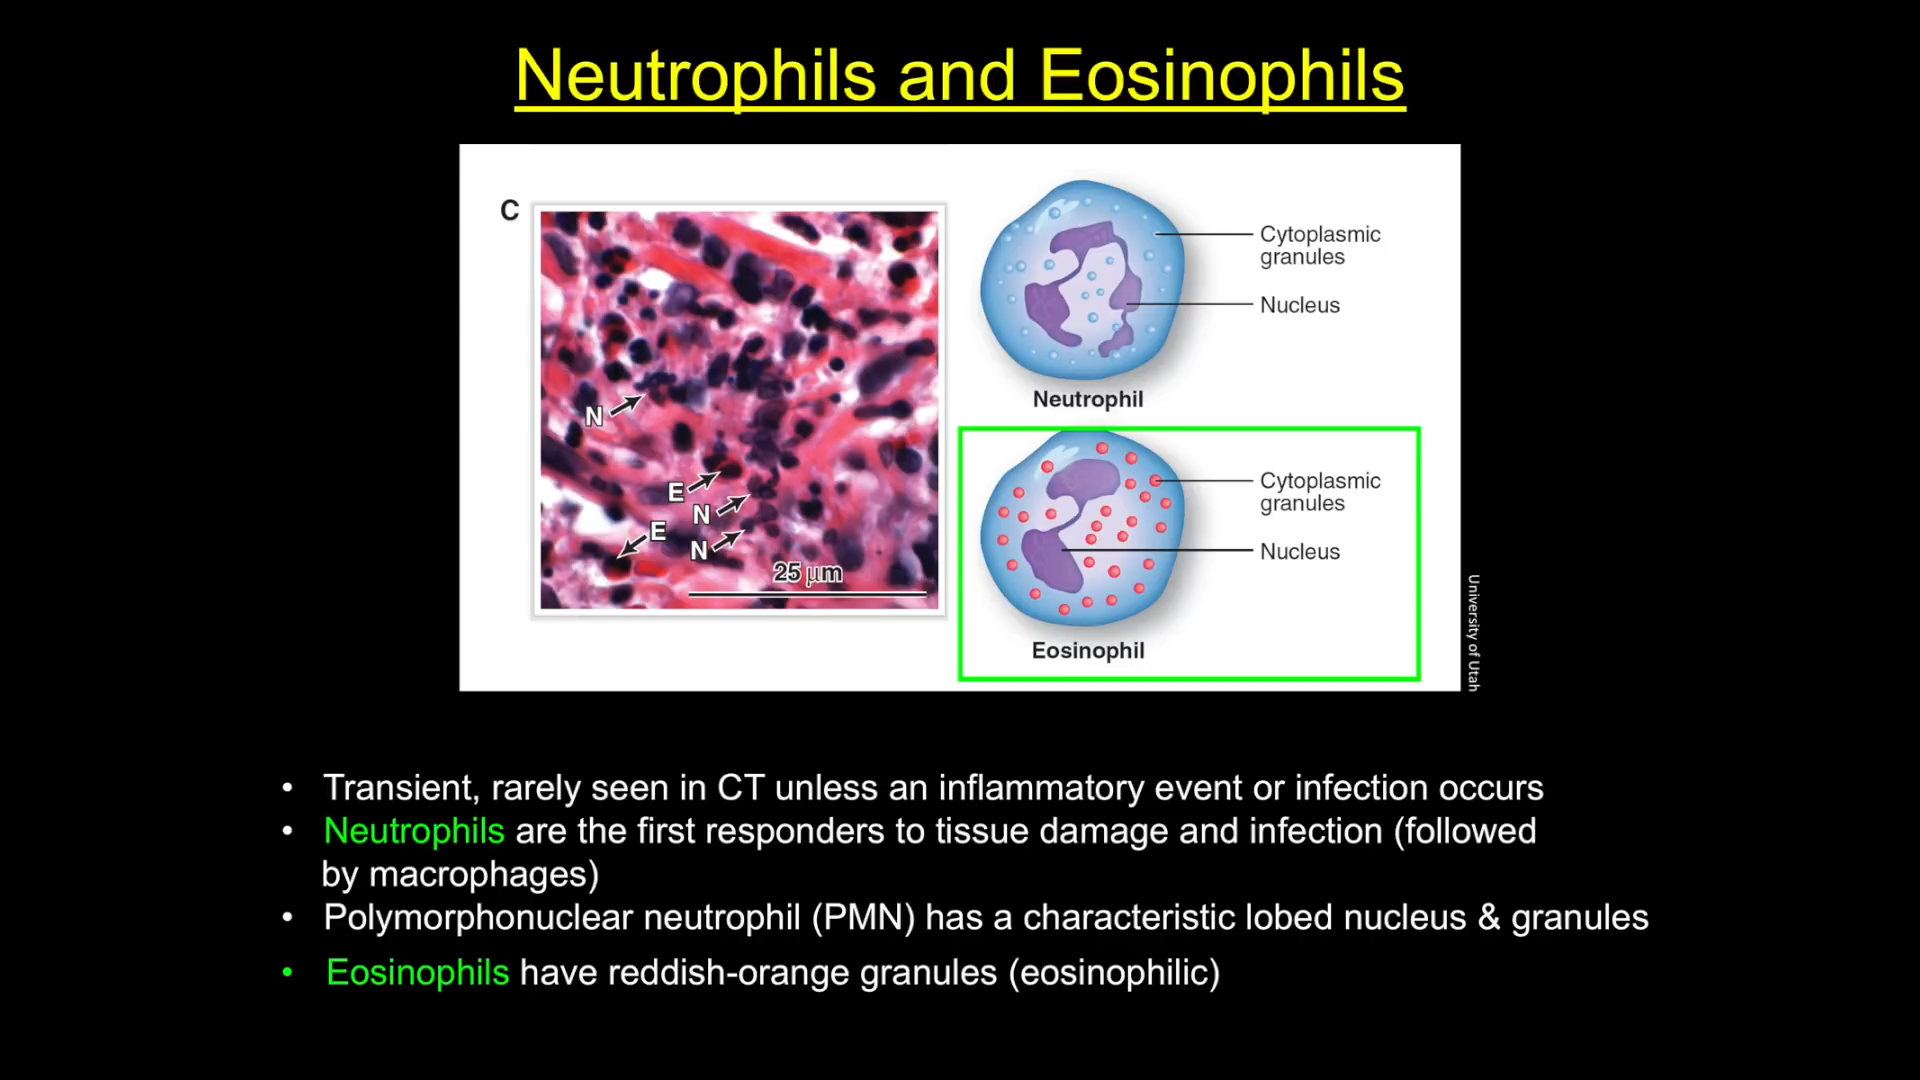 Neutrophils and Eosinophils
C
N
E
N
E
N
25 μm
Cytoplasmic
granules
Nucleus
Neutrophil
Cytoplasmic
granules
Nucleus
Eosinophil
University of Utah
• Transient, rarely seen in CT unless an inflammatory event or infection occurs
• Neutrophils are the first responders to tissue damage and infection (followed
by macrophages)
• Polymorphonuclear neutrophil (PMN) has a characteristic lobed nucleus & granules
• Eosinophils have reddish-orange granules (eosinophilic)